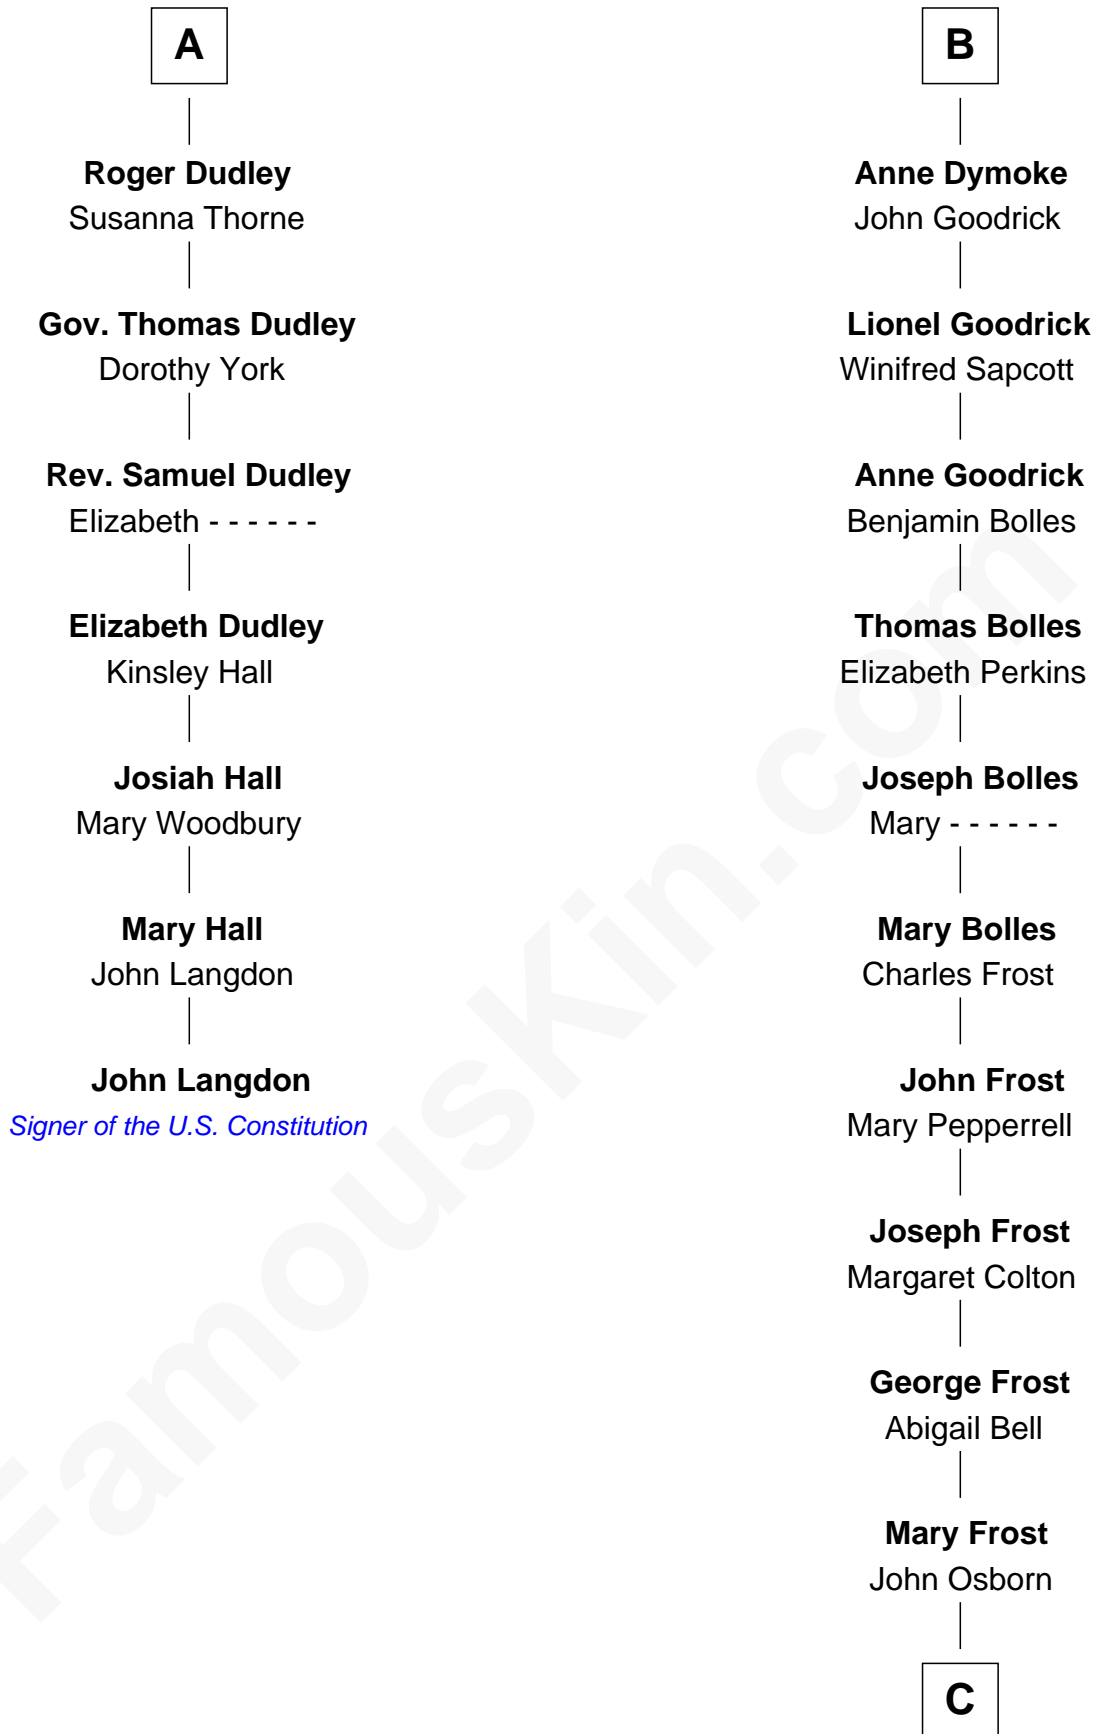 A
Roger Dudley
Susanna Thorne
Gov. Thomas Dudley
Dorothy York
Rev. Samuel Dudley
Elizabeth - - - - - -
Elizabeth Dudley
Kinsley Hall
Josiah Hall
Mary Woodbury
Mary Hall
John Langdon
John Langdon
Signer of the U.S. Constitution
B
Anne Dymoke
John Goodrick
Lionel Goodrick
Winifred Sapcott
Anne Goodrick
Benjamin Bolles
Thomas Bolles
Elizabeth Perkins
Joseph Bolles
Mary - - - - - -
Mary Bolles
Charles Frost
John Frost
Mary Pepperrell
Joseph Frost
Margaret Colton
George Frost
Abigail Bell
Mary Frost
John Osborn
C
FamousKin.com